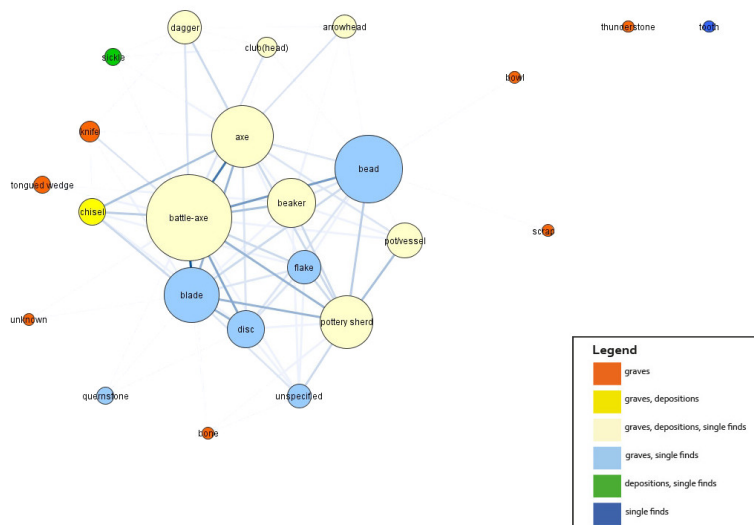 dagger
arrowhead
thunderstone
tooth
club(head)
sickle
bowl
knife
axe
bead
tongued wedge
chisel
battle-axe
beaker
scrap
pot/vessel
flake
blade
unknown
disc
pottery sherd
quernstone
unspecified
bone
Legend
graves
graves, depositions
graves, depositions, single finds
graves, single finds
depositions, single finds
single finds